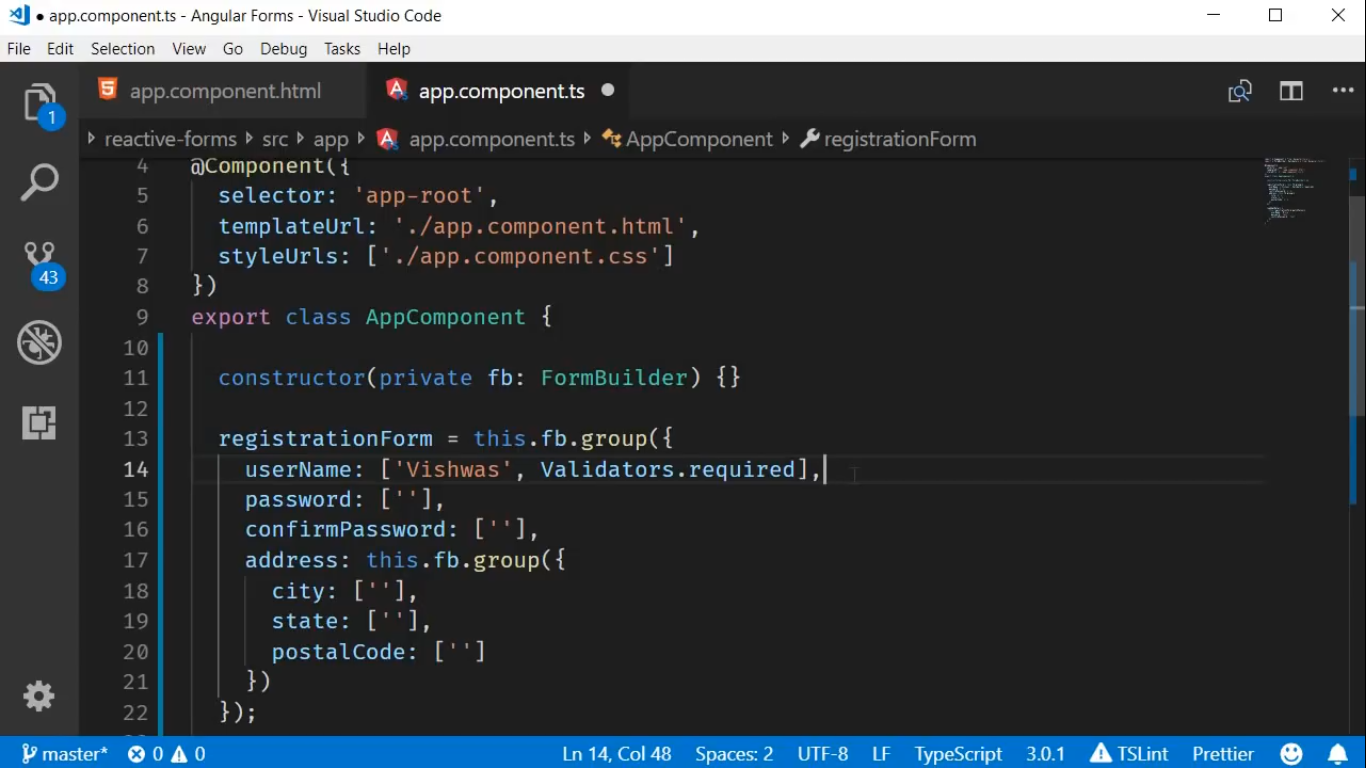 ● app.component.ts - Angular Forms - Visual Studio Code
File Edit Selection View Go Debug Tasks Help
app.component.html app.component.ts
reactive-forms src app app.component.ts AppComponent registrationForm
1
43
4 @Component({
5 selector: 'app-root',
6 templateUrl: './app.component.html',
7 styleUrls: ['./app.component.css']
8 })
9 export class AppComponent {
10
11 constructor(private fb: FormBuilder) {}
12
13 registrationForm = this.fb.group({
14 userName: ['Vishwas', Validators.required],
15 password: [''],
16 confirmPassword: [''],
17 address: this.fb.group({
18 city: [''],
19 state: [''],
20 postalCode: ['']
21 })
22 });
master* 0 0 Ln 14, Col 48 Spaces: 2 UTF-8 LF TypeScript 3.0.1 TSLint Prettier